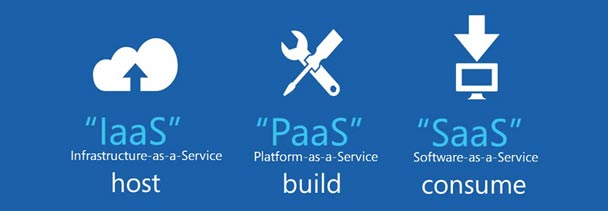 “IaaS” “PaaS” “SaaS”
Infrastructure-as-a-Service Platform-as-a-Service Software-as-a-Service
host build consume